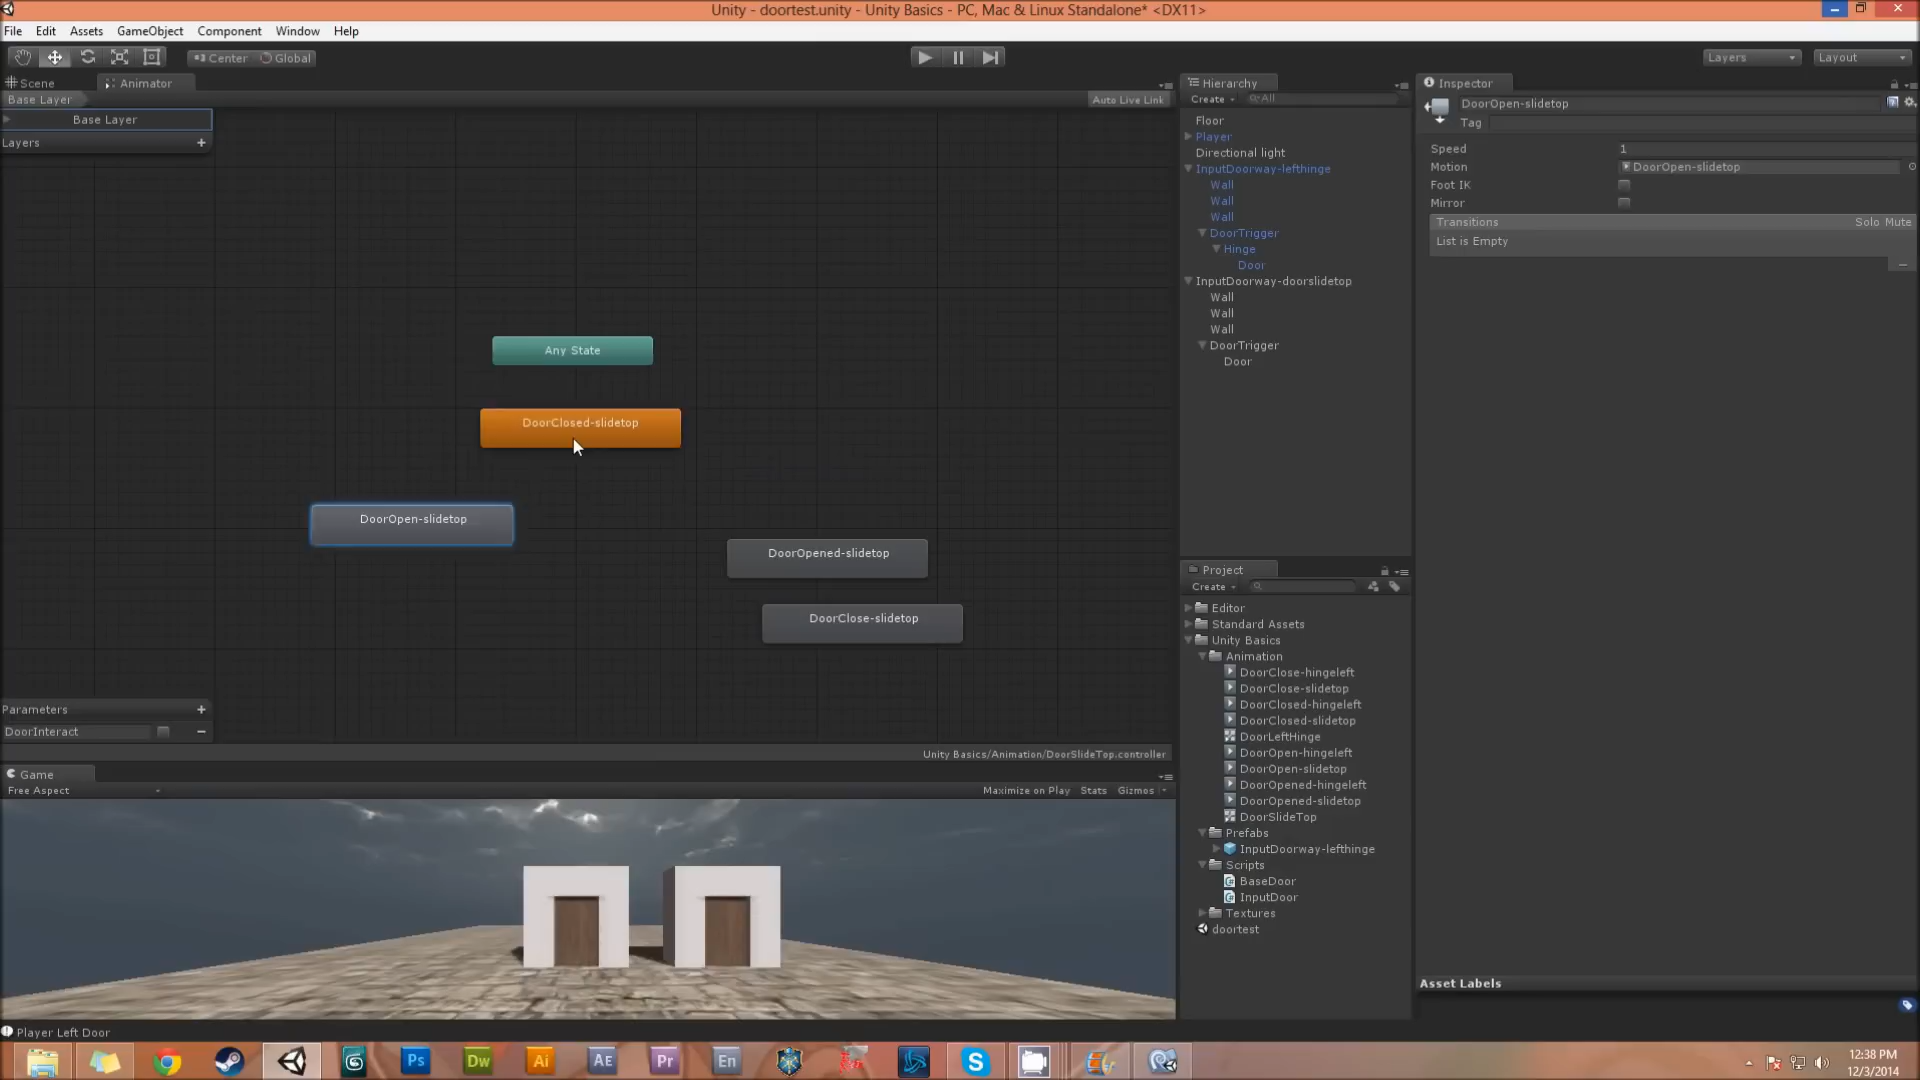 Unity - doortest.unity - Unity Basics - PC, Mac & Linux Standalone* <DX11>
File Edit Assets GameObject Component Window Help
Center Global
Layers
Layout
Scene
Animator
Base Layer
Auto Live Link
Base Layer
Layers
Any State
DoorClosed-slidetop
DoorOpen-slidetop
DoorOpened-slidetop
DoorClose-slidetop
Parameters
DoorInteract
Unity Basics/Animation/DoorSlideTop.controller
Game
Free Aspect
Maximize on Play Stats Gizmos
Player Left Door
Hierarchy
Create All
Floor
Player
Directional light
InputDoorway-lefthinge
Wall
Wall
Wall
DoorTrigger
Hinge
Door
InputDoorway-doorslidetop
Wall
Wall
Wall
DoorTrigger
Door
Project
Create
Editor
Standard Assets
Unity Basics
Animation
DoorClose-hingeleft
DoorClose-slidetop
DoorClosed-hingeleft
DoorClosed-slidetop
DoorLeftHinge
DoorOpen-hingeleft
DoorOpen-slidetop
DoorOpened-hingeleft
DoorOpened-slidetop
DoorSlideTop
Prefabs
InputDoorway-lefthinge
Scripts
BaseDoor
InputDoor
Textures
doortest
Inspector
DoorOpen-slidetop
Tag
Speed 1
Motion DoorOpen-slidetop
Foot IK
Mirror
Transitions Solo Mute
List is Empty
Asset Labels
Ps Dw Ai AE Pr En
12:38 PM
12/3/2014